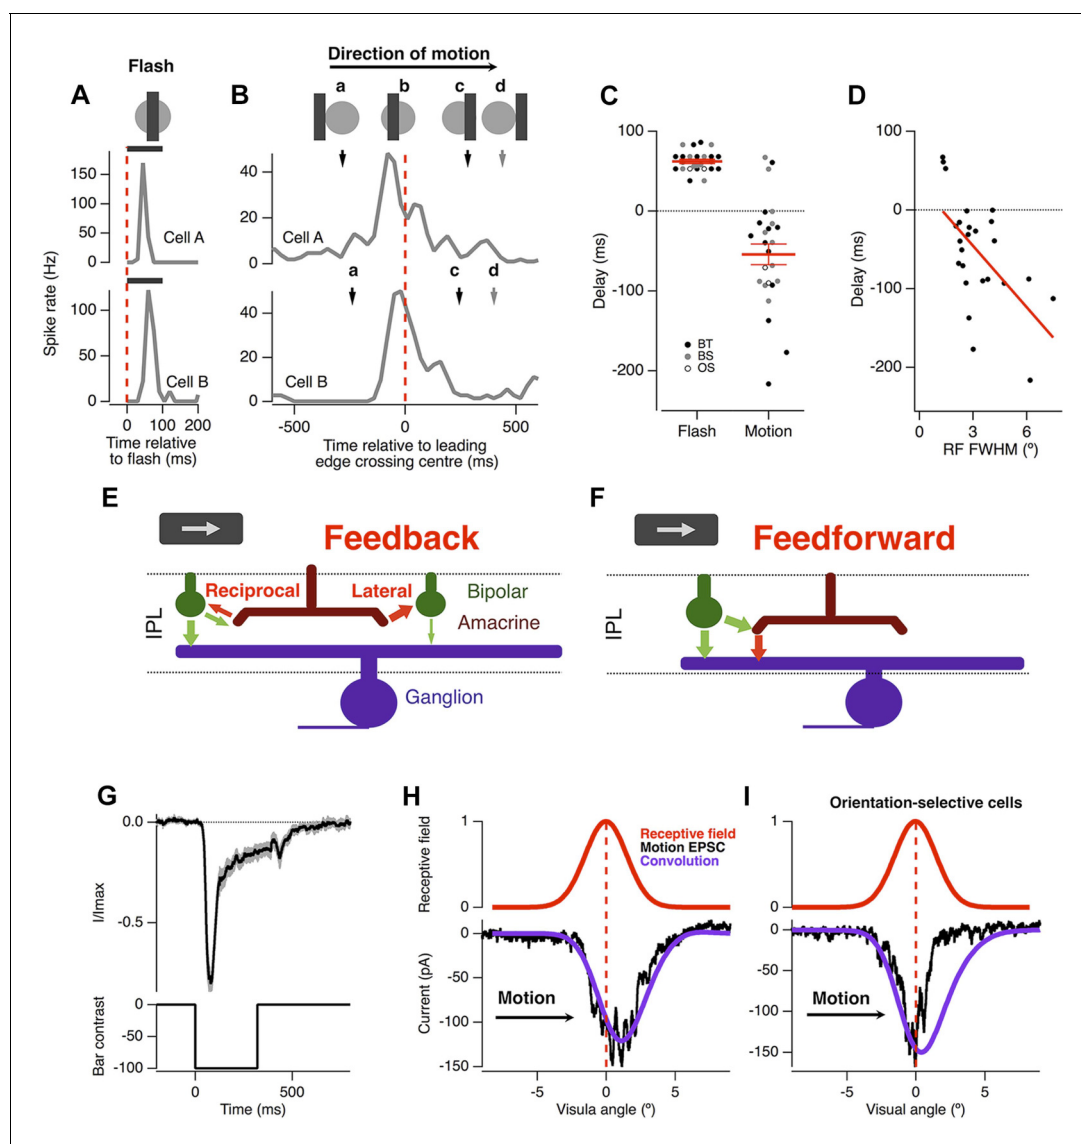 A
Flash
B
Direction of motion
a
b
c
d
C
D
Spike rate (Hz)
150
100
50
0
Cell A
100
50
0
Cell B
0
100
200
Time relative
to flash (ms)
40
20
0
Cell A
a
c
d
40
20
0
Cell B
-500
0
500
Time relative to leading
edge crossing centre (ms)
Delay (ms)
100
0
-100
-200
BT
BS
OS
Flash
Motion
Delay (ms)
100
0
-100
-200
0
3
6
RF FWHM (º)
E
Feedback
IPL
Reciprocal
Lateral
Bipolar
Amacrine
Ganglion
F
Feedforward
IPL
G
I/Imax
0.0
-0.5
Bar contrast
0
-50
-100
0
500
Time (ms)
H
Receptive field
1
0
Receptive field
Motion EPSC
Convolution
Current (pA)
0
-50
-100
-150
Motion
-5
0
5
Visula angle (º)
I
Orientation-selective cells
1
0
0
-50
-100
-150
Motion
-5
0
5
Visual angle (º)